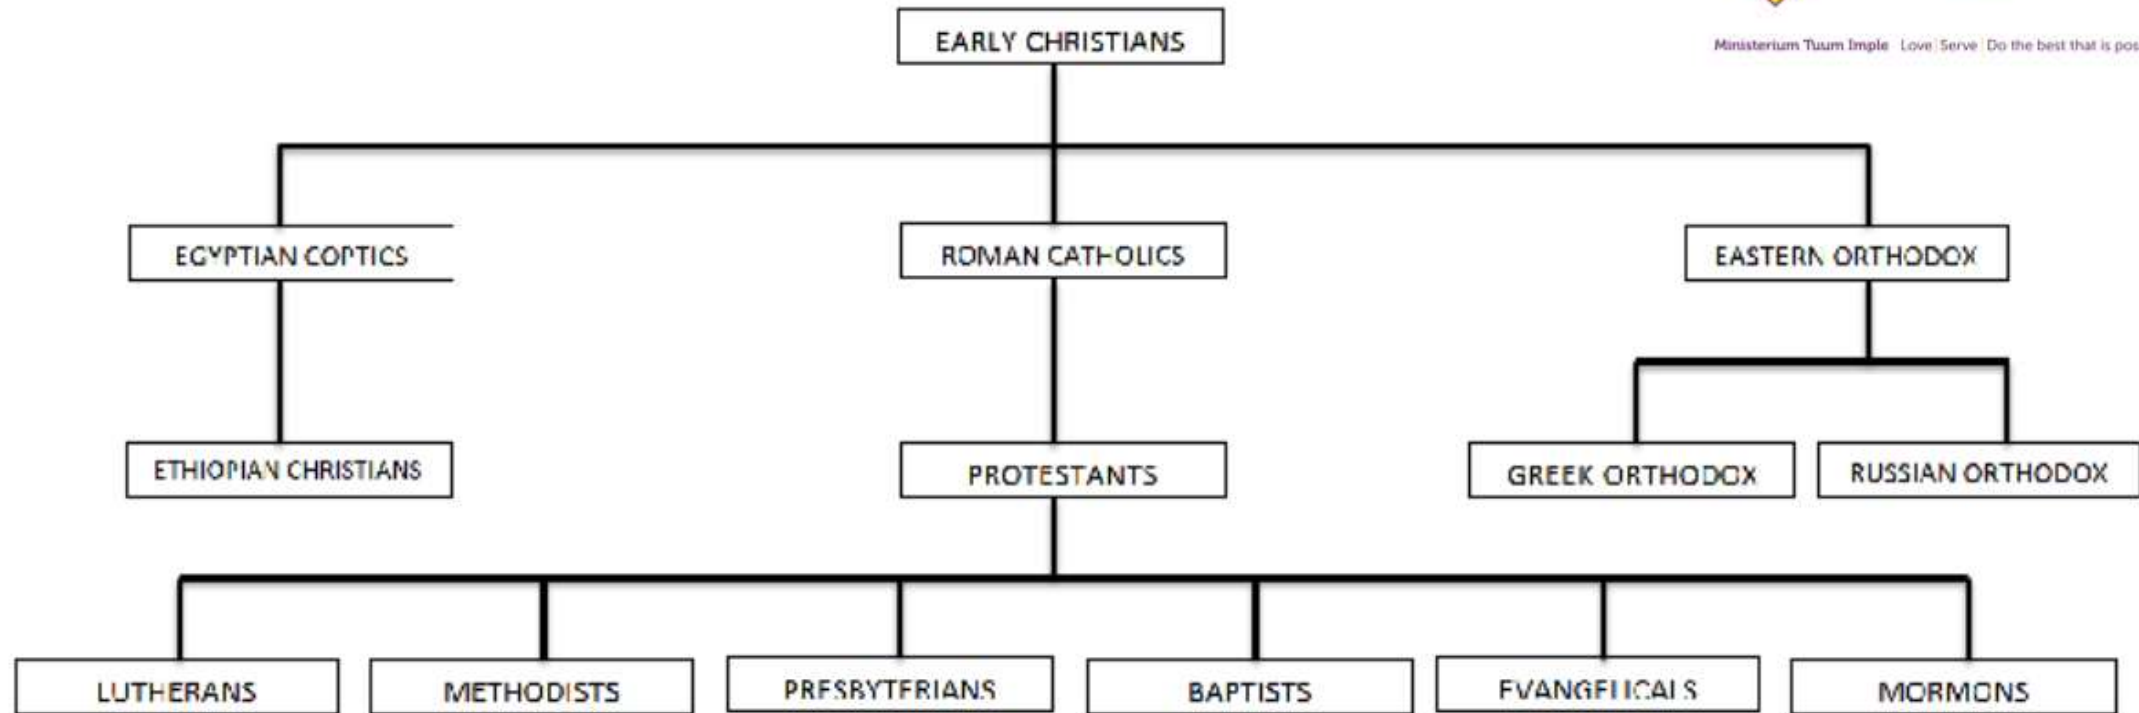 EARLY CHRISTIANS
Ministerium Tuum Imple Love Serve Do the best that is pos
EGYPTIAN COPTICS
ROMAN CATHOLICS
EASTERN ORTHODOX
ETHIOPIAN CHRISTIANS
PROTESTANTS
GREEK ORTHODOX
RUSSIAN ORTHODOX
LUTHERANS
METHODISTS
PRESBYTERIANS
BAPTISTS
EVANGELICALS
MORMONS